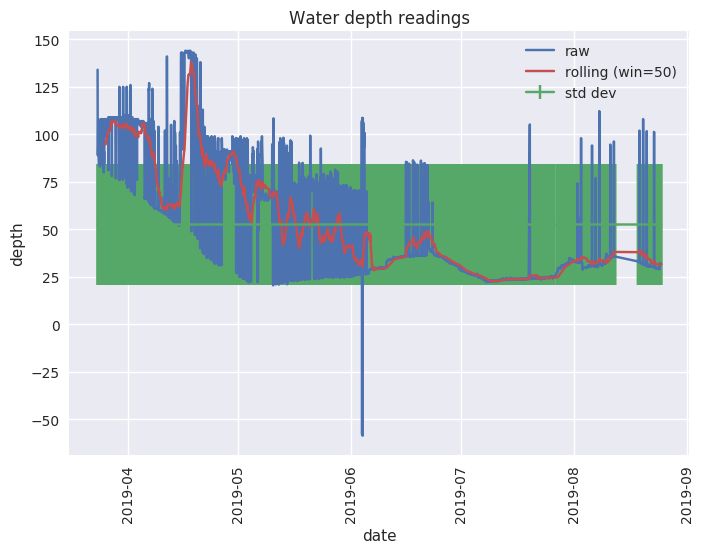 Water depth readings
raw
rolling (win=50)
std dev
150
125
100
75
50
25
0
−25
−50
depth
2019-04
2019-05
2019-06
2019-07
2019-08
2019-09
date